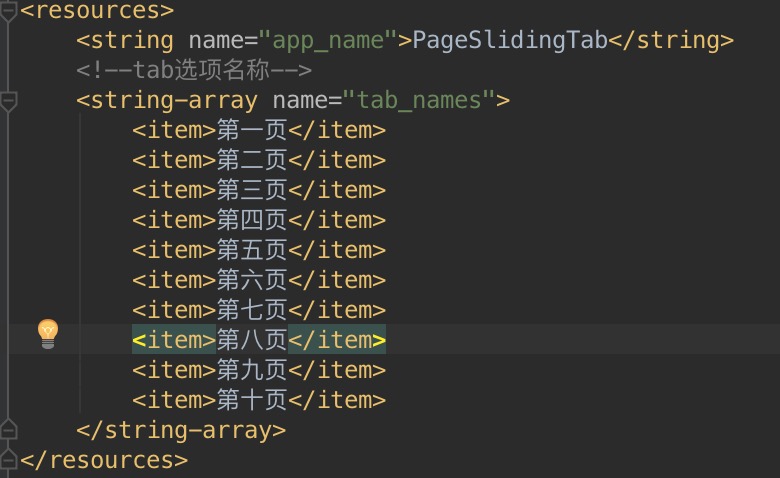 <resources>
<string name="app_name">PageSlidingTab</string>
<!--tab选项名称-->
<string-array name="tab_names">
<item>第一页</item>
<item>第二页</item>
<item>第三页</item>
<item>第四页</item>
<item>第五页</item>
<item>第六页</item>
<item>第七页</item>
<item>第八页</item>
<item>第九页</item>
<item>第十页</item>
</string-array>
</resources>